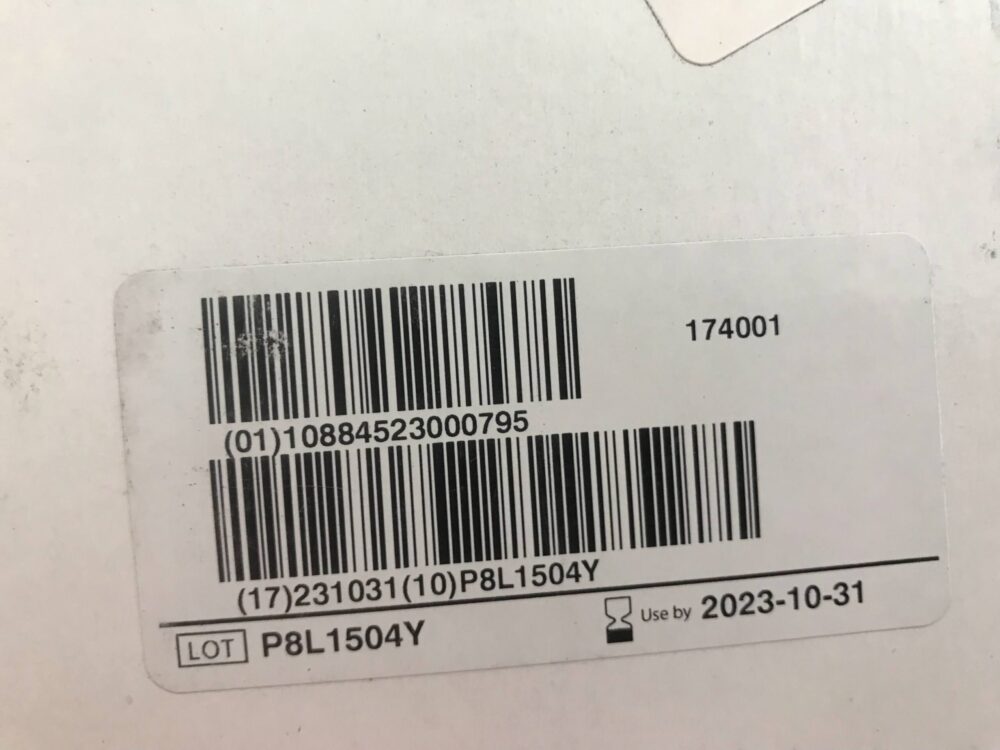 174001
(01)10884523000795
(17)231031(10)P8L1504Y
LOT P8L1504Y
Use by 2023-10-31